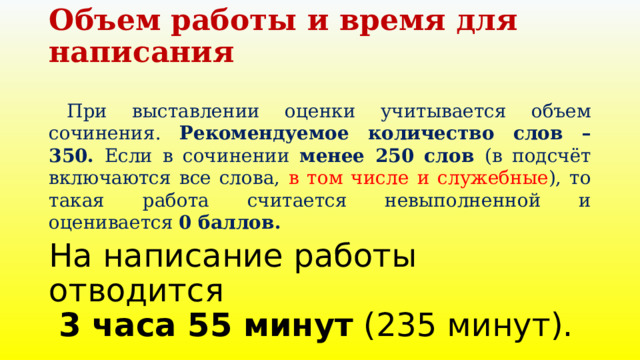 Объем работы и время для
написания
При выставлении оценки учитывается объем
сочинения. Рекомендуемое количество слов –
350. Если в сочинении менее 250 слов (в подсчёт
включаются все слова, в том числе и служебные), то
такая работа считается невыполненной и
оценивается 0 баллов.
На написание работы
отводится
3 часа 55 минут (235 минут).